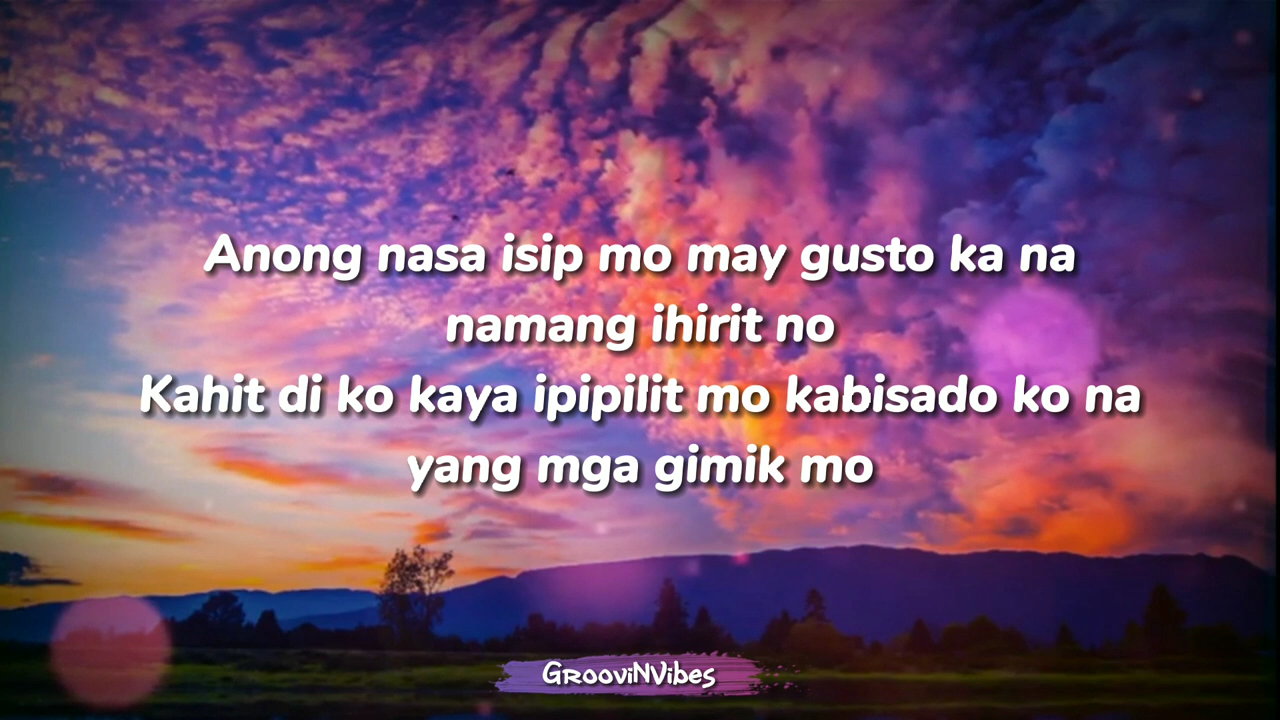 Anong nasa isip mo may gusto ka na
namang ihirit no
Kahit di ko kaya ipipilit mo kabisado ko na
yang mga gimik mo
GrooviNVibes